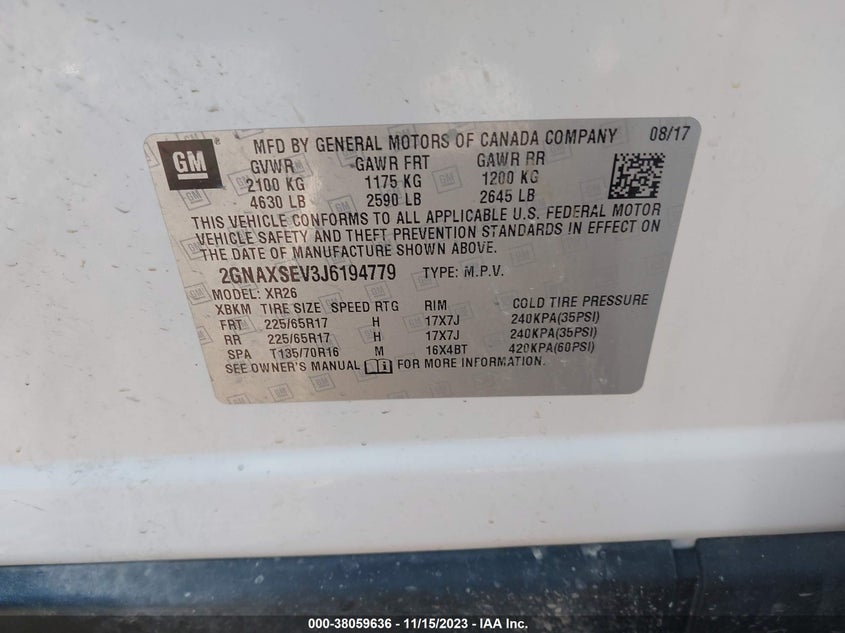 GM
MFD BY GENERAL MOTORS OF CANADA COMPANY 08/17
GVWR GAWR FRT GAWR RR
2100 KG 1175 KG 1200 KG
4630 LB 2590 LB 2645 LB
THIS VEHICLE CONFORMS TO ALL APPLICABLE U.S. FEDERAL MOTOR
VEHICLE SAFETY AND THEFT PREVENTION STANDARDS IN EFFECT ON
THE DATE OF MANUFACTURE SHOWN ABOVE.
2GNAXSEV3J6194779 TYPE: M.P.V.
MODEL: XR26
XBKM TIRE SIZE SPEED RTG RIM COLD TIRE PRESSURE
FRT 225/65R17 H 17X7J 240KPA(35PSI)
RR 225/65R17 H 17X7J 240KPA(35PSI)
SPA T135/70R16 M 16X4BT 420KPA(60PSI)
SEE OWNER'S MANUAL FOR MORE INFORMATION.
000-38059636 - 11/15/2023 - IAA Inc.